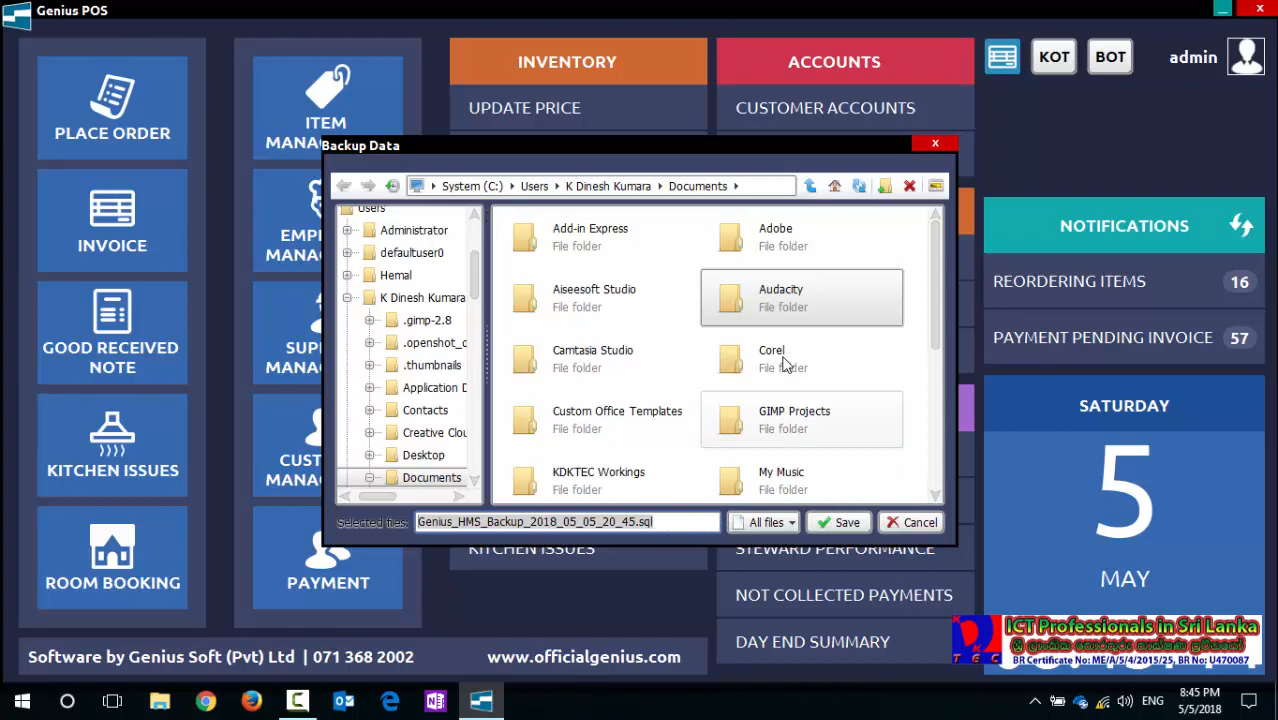 Genius POS
PLACE ORDER
INVOICE
GOOD RECEIVED
NOTE
KITCHEN ISSUES
ROOM BOOKING
ITEM
MANA
EMP
MANA
SUP
MANA
CUST
MANA
PAYMENT
INVENTORY
UPDATE PRICE
KITCHEN ISSUES
ACCOUNTS
CUSTOMER ACCOUNTS
STEWARD PERFORMANCE
NOT COLLECTED PAYMENTS
DAY END SUMMARY
KOT
BOT
admin
NOTIFICATIONS
REORDERING ITEMS 16
PAYMENT PENDING INVOICE 57
SATURDAY
5
MAY
Backup Data
x
System (C:) Users K Dinesh Kumara Documents
Users
Administrator
defaultuser0
Hemal
K Dinesh Kumara
.gimp-2.8
.openshot_q
.thumbnails
Application D
Contacts
Creative Clou
Desktop
Documents
Add-in Express
File folder
Adobe
File folder
Aiseesoft Studio
File folder
Audacity
File folder
Camtasia Studio
File folder
Corel
File folder
Custom Office Templates
File folder
GIMP Projects
File folder
KDKTEC Workings
File folder
My Music
File folder
Selected files: Genius_HMS_Backup_2018_05_05_20_45.sql All files Save Cancel
Software by Genius Soft (Pvt) Ltd | 071 368 2002 www.officialgenius.com
K
T E C
ICT Professionals in Sri Lanka
BR Certificate No: ME/A/5/4/2015/25, BR No: U470087
ENG
8:45 PM
5/5/2018